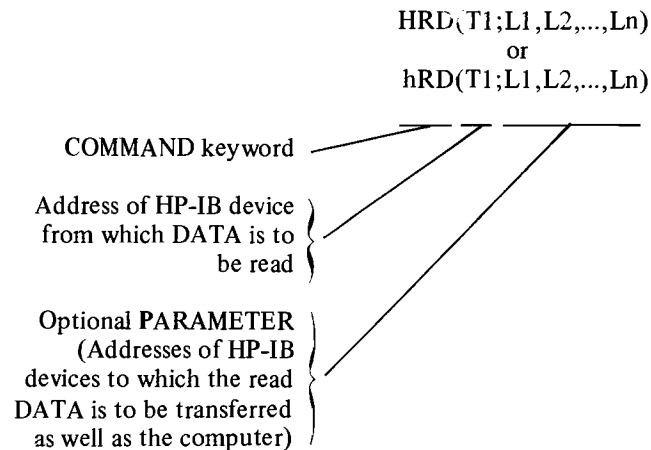 HRD(T1;L1,L2,...,Ln)
or
hRD(T1;L1,L2,...,Ln)
COMMAND keyword
Address of HP-IB device
from which DATA is to
be read
Optional PARAMETER
(Addresses of HP-IB
devices to which the read
DATA is to be transferred
as well as the computer)